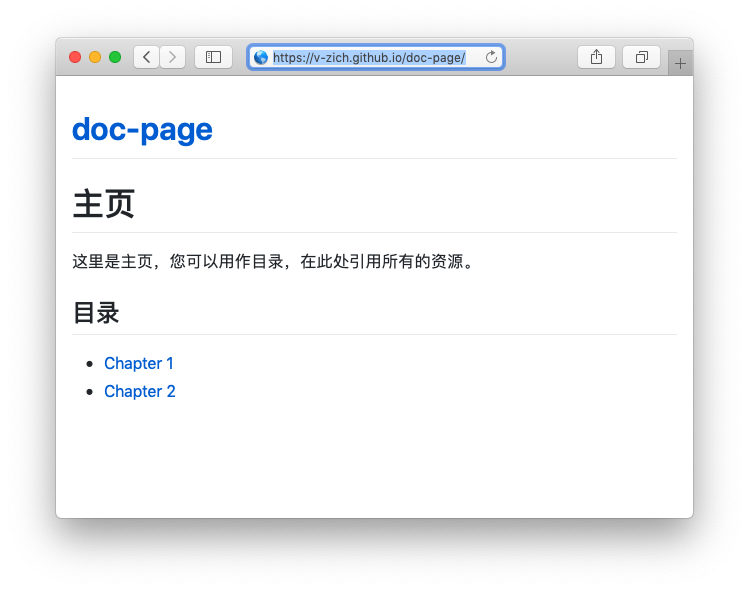 https://v-zich.github.io/doc-page/
doc-page
主页
这里是主页，您可以用作目录，在此处引用所有的资源。
目录
Chapter 1
Chapter 2